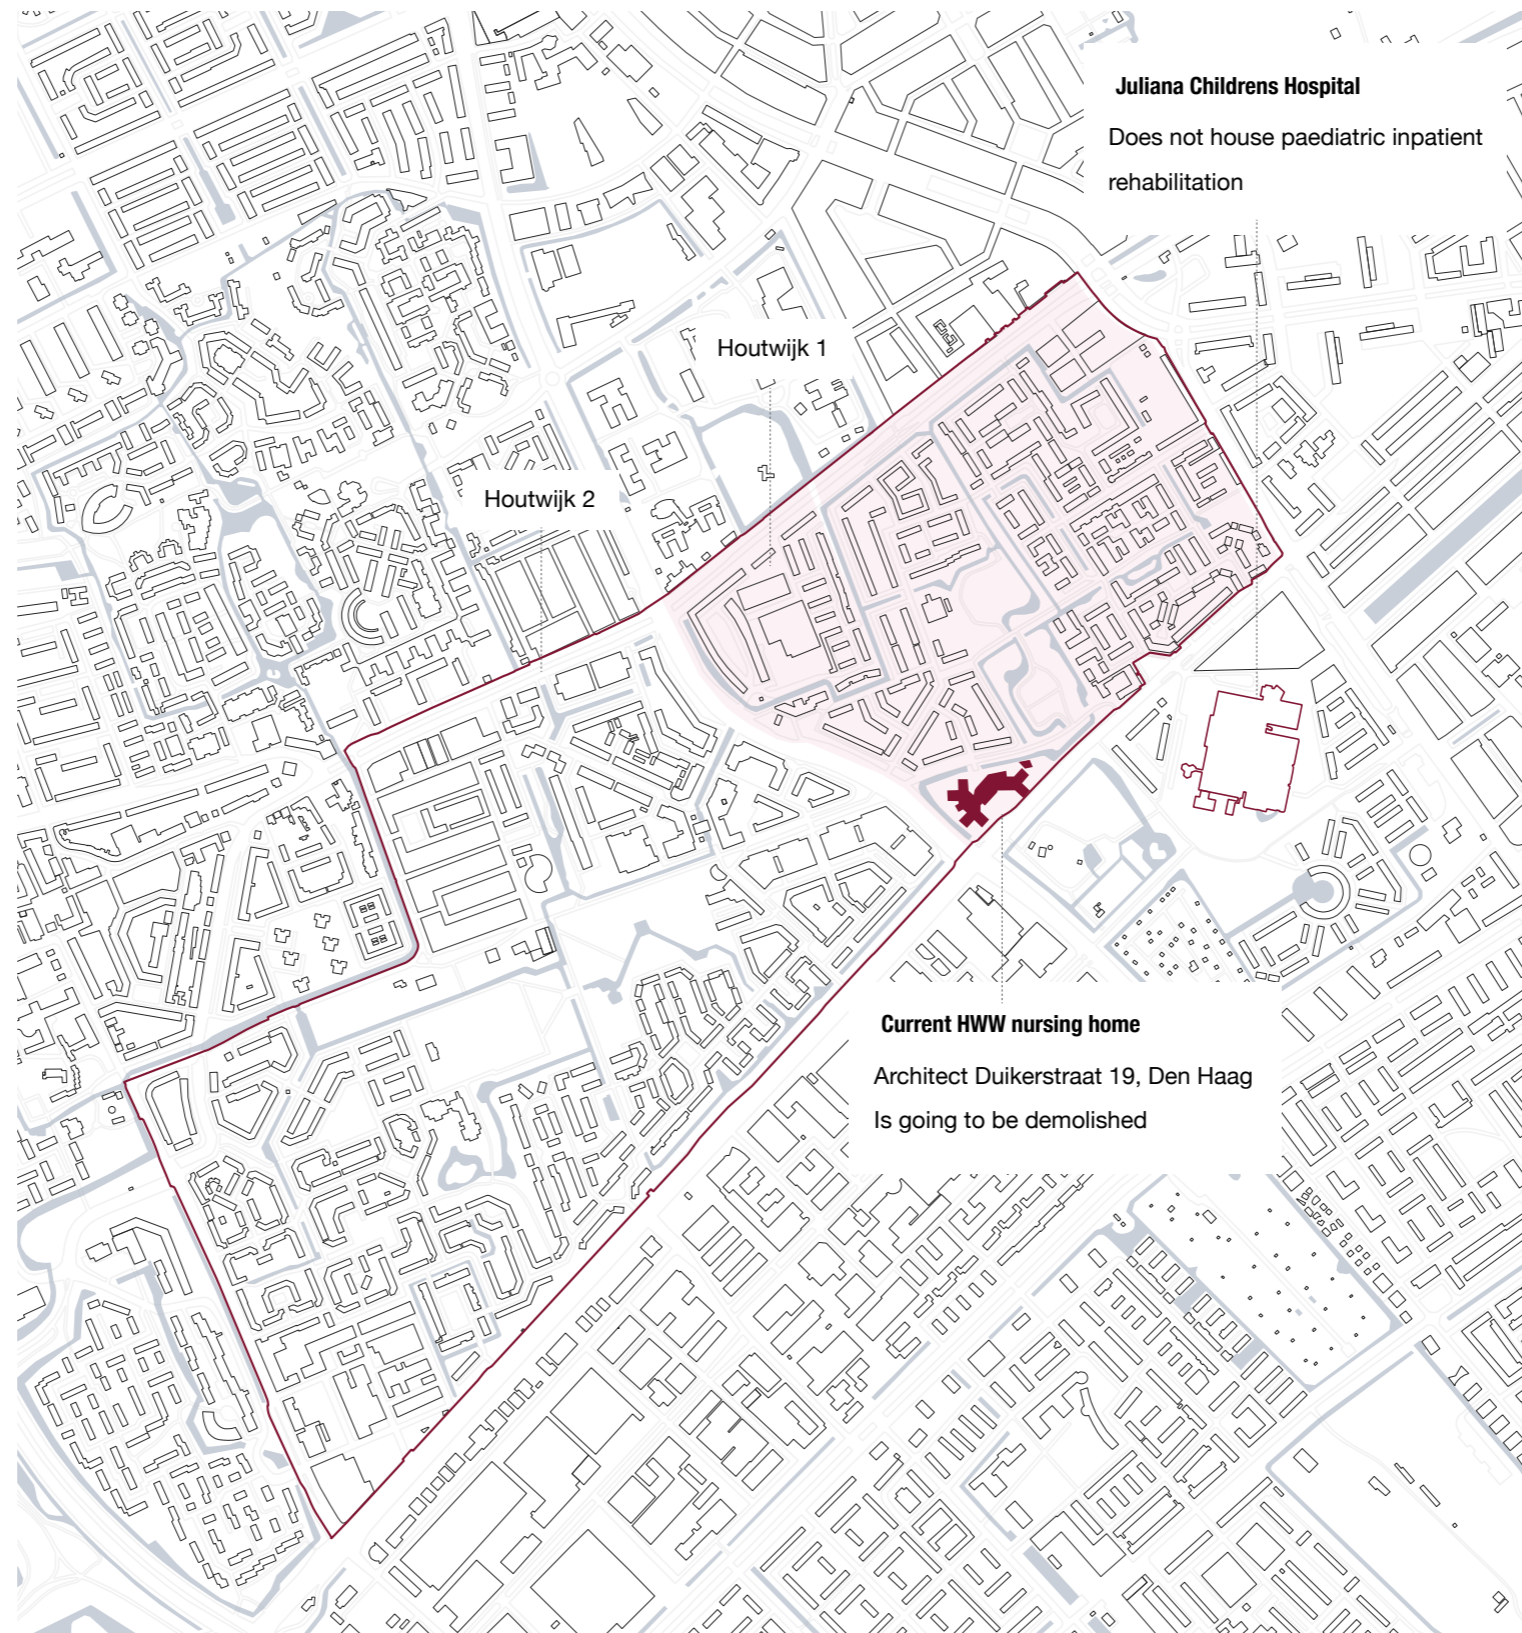 Juliana Childrens Hospital
Does not house paediatric inpatient
rehabilitation
Houtwijk 1
Houtwijk 2
Current HWW nursing home
Architect Duikerstraat 19, Den Haag
Is going to be demolished